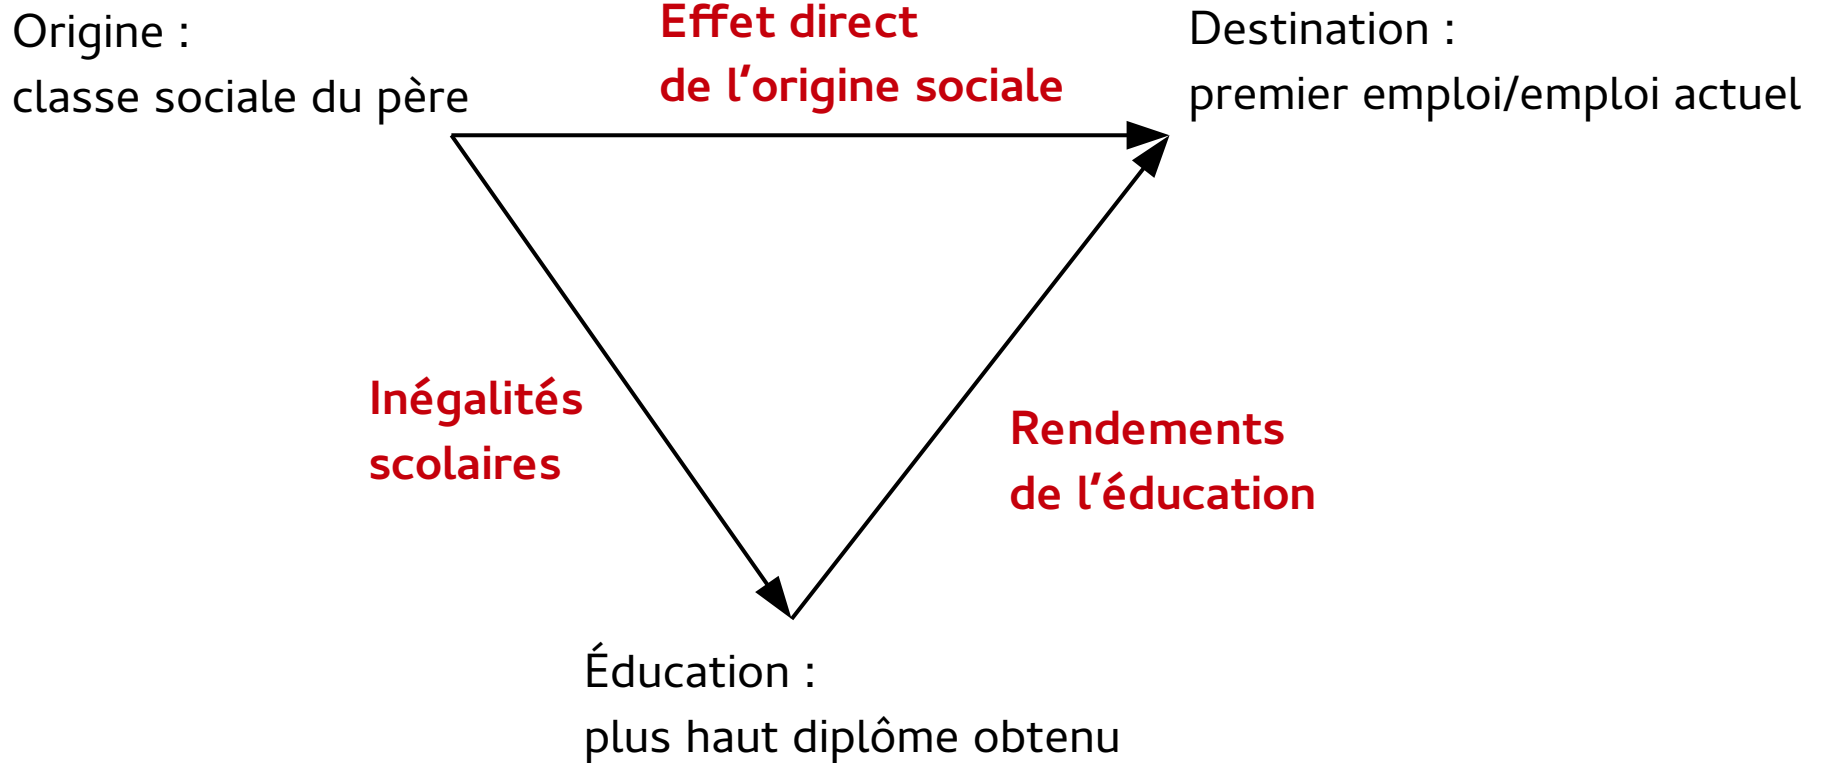 Origine :
classe sociale du père
Effet direct
de l’origine sociale
Destination :
premier emploi/emploi actuel
Inégalités
scolaires
Rendements
de l’éducation
Éducation :
plus haut diplôme obtenu